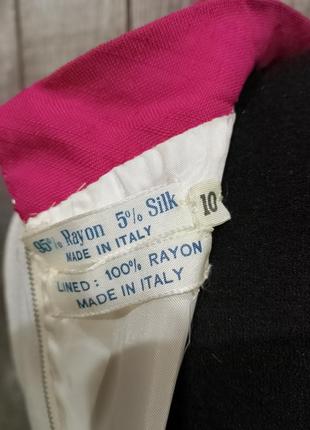 95% Rayon 5% Silk
MADE IN ITALY
10
LINED: 100% RAYON
MADE IN ITALY